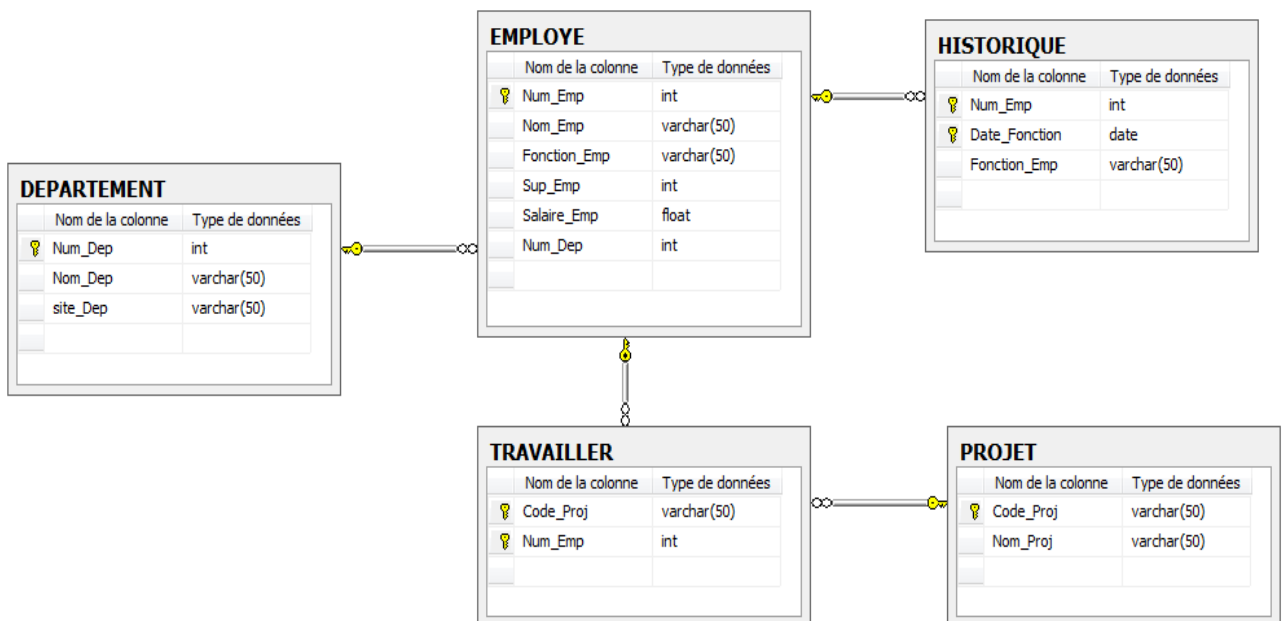 EMPLOYE
Nom de la colonne Type de données
Num_Emp int
Nom_Emp varchar(50)
Fonction_Emp varchar(50)
Sup_Emp int
Salaire_Emp float
Num_Dep int
HISTORIQUE
Nom de la colonne Type de données
Num_Emp int
Date_Fonction date
Fonction_Emp varchar(50)
DEPARTEMENT
Nom de la colonne Type de données
Num_Dep int
Nom_Dep varchar(50)
site_Dep varchar(50)
TRAVAILLER
Nom de la colonne Type de données
Code_Proj varchar(50)
Num_Emp int
PROJET
Nom de la colonne Type de données
Code_Proj varchar(50)
Nom_Proj varchar(50)